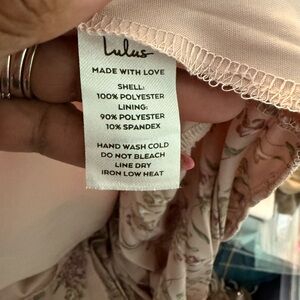 Lulus
MADE WITH LOVE
SHELL:
100% POLYESTER
LINING:
90% POLYESTER
10% SPANDEX
HAND WASH COLD
DO NOT BLEACH
LINE DRY
IRON LOW HEAT